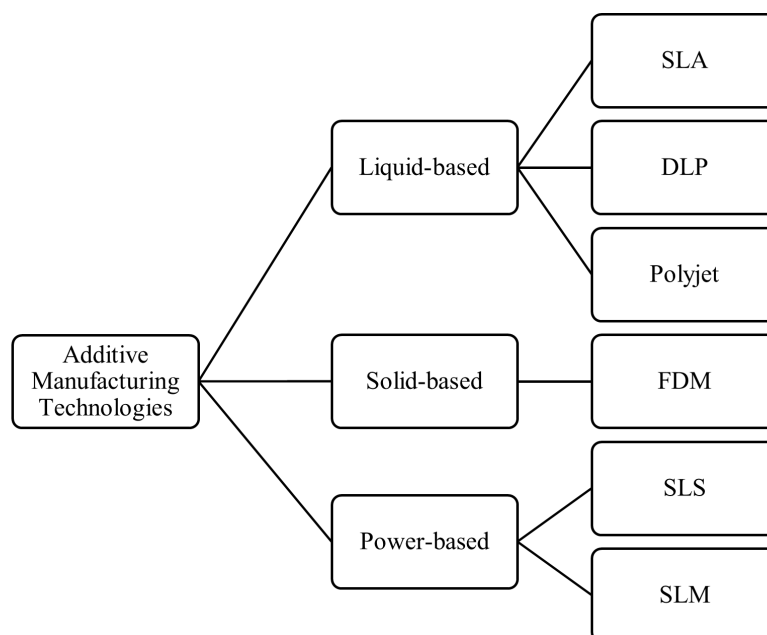 SLA
Liquid-based
DLP
Polyjet
Additive
Manufacturing
Technologies
Solid-based
FDM
SLS
Power-based
SLM